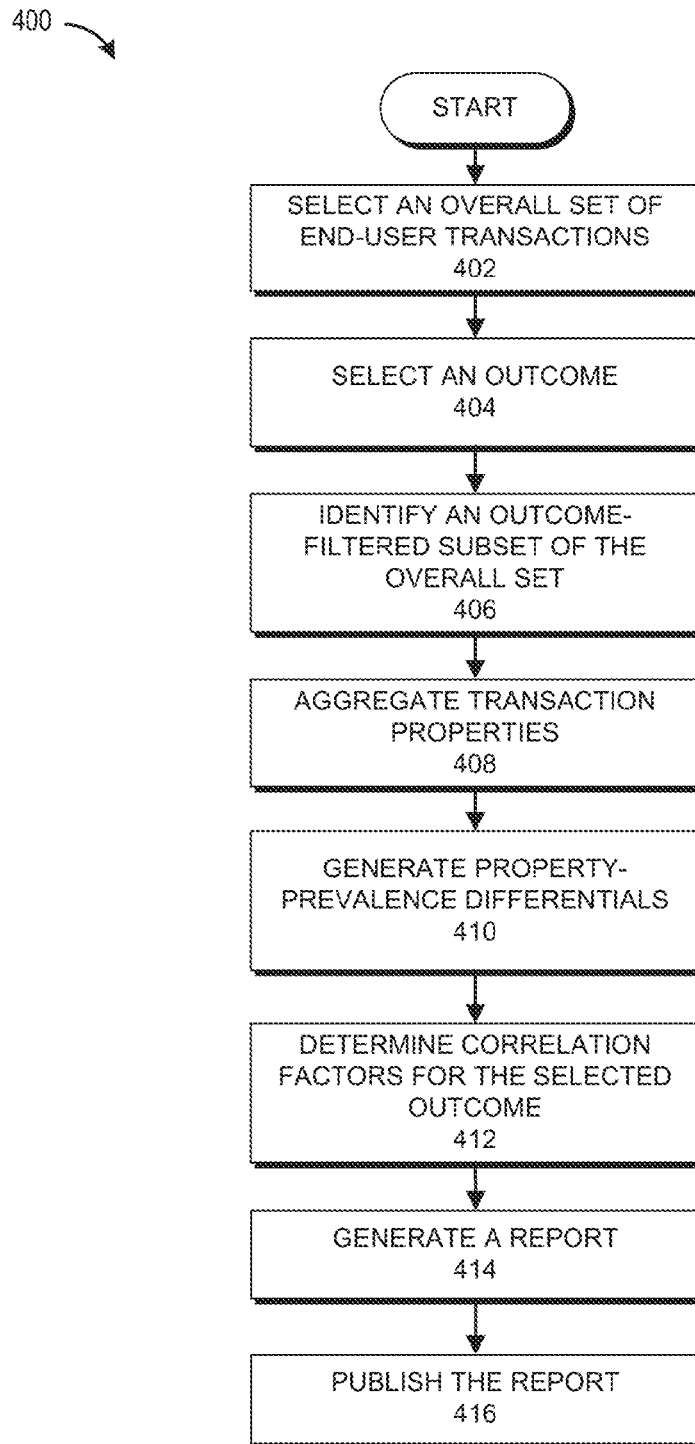 400
START
SELECT AN OVERALL SET OF
END-USER TRANSACTIONS
402
SELECT AN OUTCOME
404
IDENTIFY AN OUTCOME-
FILTERED SUBSET OF THE
OVERALL SET
406
AGGREGATE TRANSACTION
PROPERTIES
408
GENERATE PROPERTY-
PREVALENCE DIFFERENTIALS
410
DETERMINE CORRELATION
FACTORS FOR THE SELECTED
OUTCOME
412
GENERATE A REPORT
414
PUBLISH THE REPORT
416